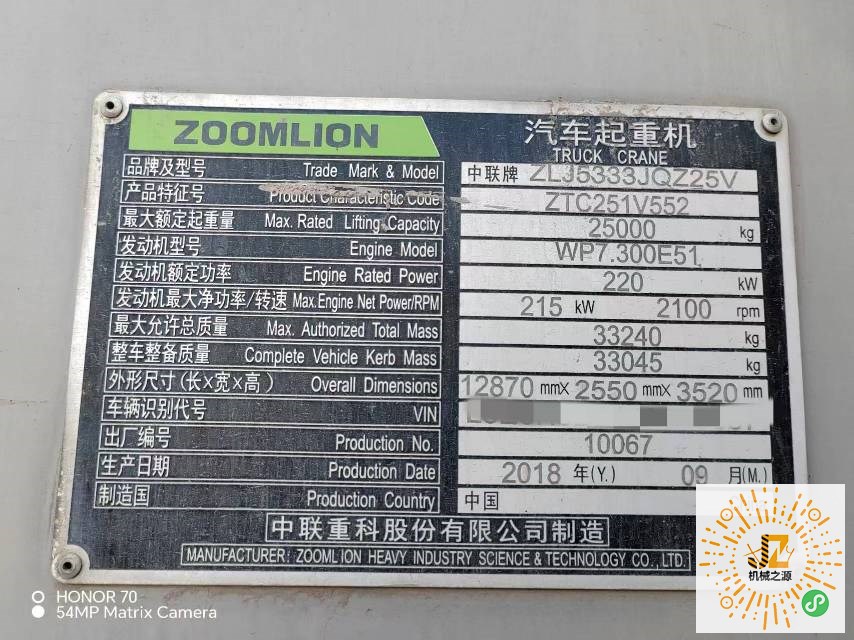 ZOOMLION 汽车起重机
TRUCK CRANE
品牌及型号 Trade Mark & Model 中联牌 ZLJ5333JQZ25V
产品特征号 Product Characteristic Code ZTC251V552
最大额定起重量 Max. Rated Lifting Capacity 25000 kg
发动机型号 Engine Model WP7.300E51
发动机额定功率 Engine Rated Power 220 kW
发动机最大净功率/转速 Max.Engine Net Power/RPM 215 kW 2100 rpm
最大允许总质量 Max. Authorized Total Mass 33240 kg
整车整备质量 Complete Vehicle Kerb Mass 33045 kg
外形尺寸(长×宽×高) Overall Dimensions 12870 mm× 2550 mm× 3520 mm
车辆识别代号 VIN
出厂编号 Production No. 10067
生产日期 Production Date 2018 年(Y.) 09 月(M.)
制造国 Production Country 中国
中联重科股份有限公司制造
MANUFACTURER: ZOOMLION HEAVY INDUSTRY SCIENCE & TECHNOLOGY CO.,LTD.
HONOR 70
54MP Matrix Camera
JZ
机械之源